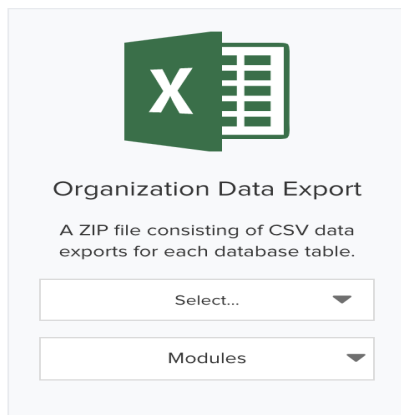 X
Organization Data Export
A ZIP file consisting of CSV data
exports for each database table.
Select...
Modules